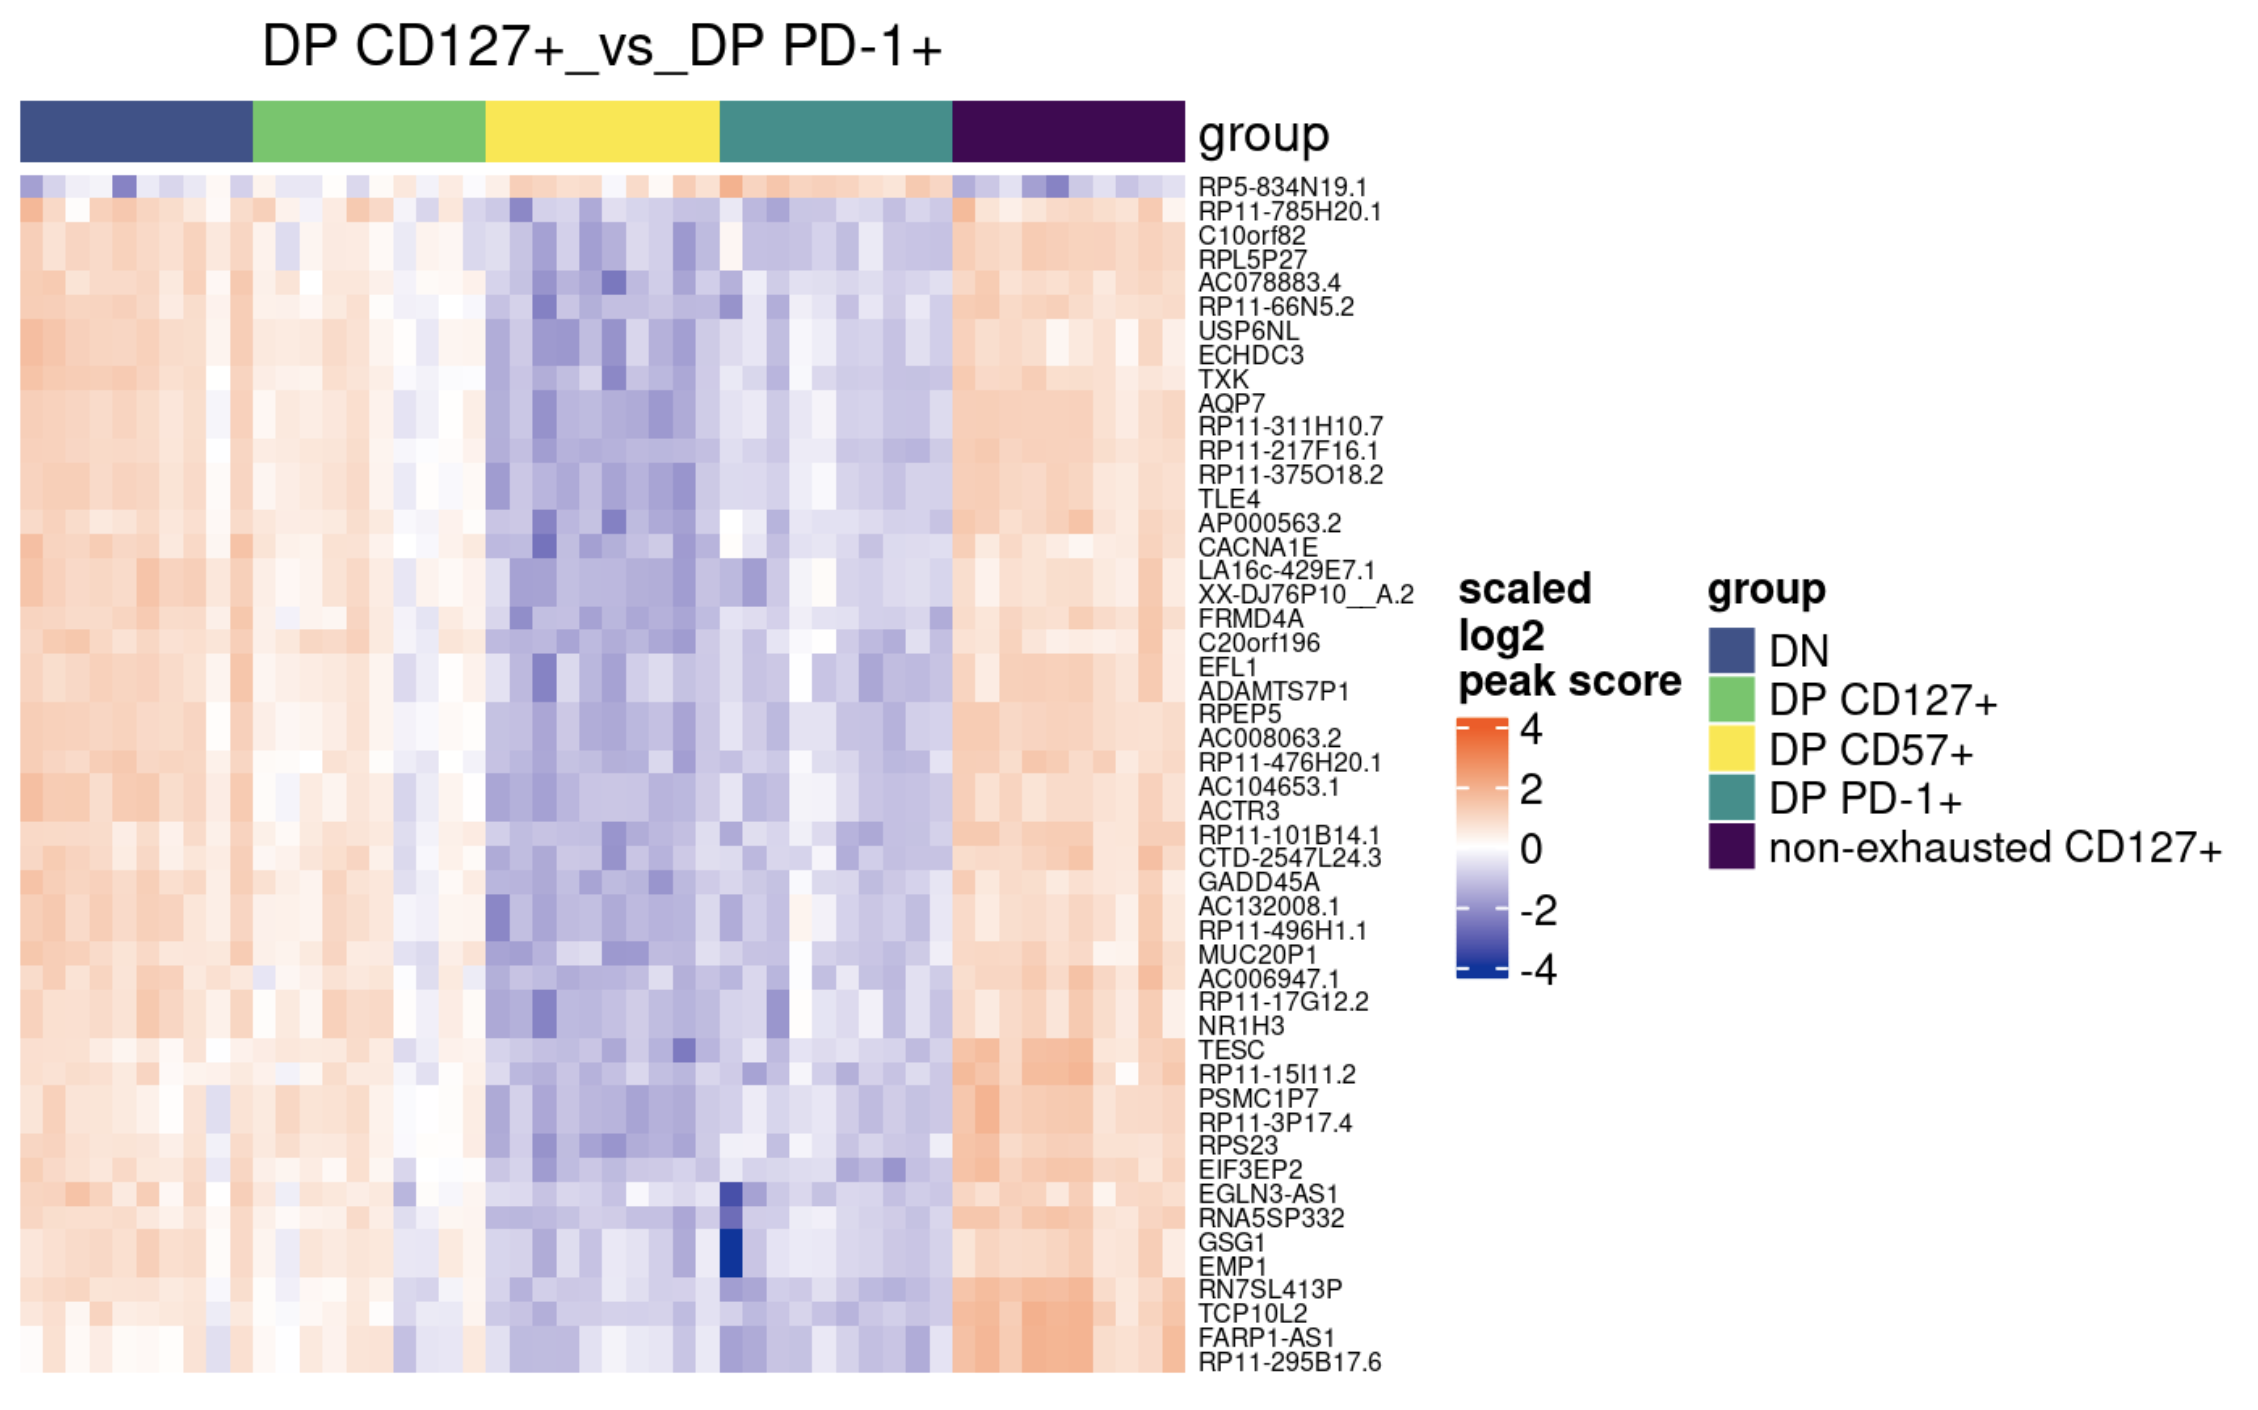 DP CD127+_vs_DP PD-1+
group
RP5-834N19.1
RP11-785H20.1
C10orf82
RPL5P27
AC078883.4
RP11-66N5.2
USP6NL
ECHDC3
TXK
AQP7
RP11-311H10.7
RP11-217F16.1
RP11-375O18.2
TLE4
AP000563.2
CACNA1E
LA16c-429E7.1
XX-DJ76P10__A.2
FRMD4A
C20orf196
EFL1
ADAMTS7P1
RPEP5
AC008063.2
RP11-476H20.1
AC104653.1
ACTR3
RP11-101B14.1
CTD-2547L24.3
GADD45A
AC132008.1
RP11-496H1.1
MUC20P1
AC006947.1
RP11-17G12.2
NR1H3
TESC
RP11-15I11.2
PSMC1P7
RP11-3P17.4
RPS23
EIF3EP2
EGLN3-AS1
RNA5SP332
GSG1
EMP1
RN7SL413P
TCP10L2
FARP1-AS1
RP11-295B17.6
scaled
log2
peak score
4
2
0
-2
-4
group
DN
DP CD127+
DP CD57+
DP PD-1+
non-exhausted CD127+